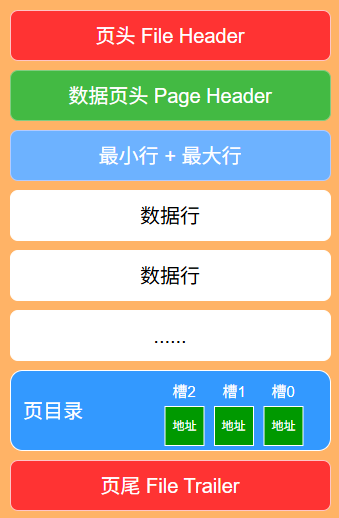 页头 File Header
数据页头 Page Header
最小行 + 最大行
数据行
数据行
......
槽2 槽1 槽0
页目录
地址 地址 地址
页尾 File Trailer